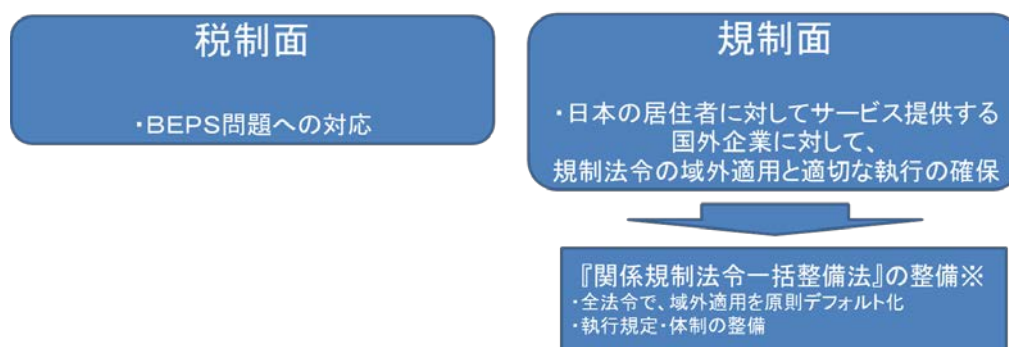 税制面
・BEPS問題への対応
規制面
・日本の居住者に対してサービス提供する
国外企業に対して、
規制法令の域外適用と適切な執行の確保
『関係規制法令一括整備法』の整備※
・全法令で、域外適用を原則デフォルト化
・執行規定・体制の整備